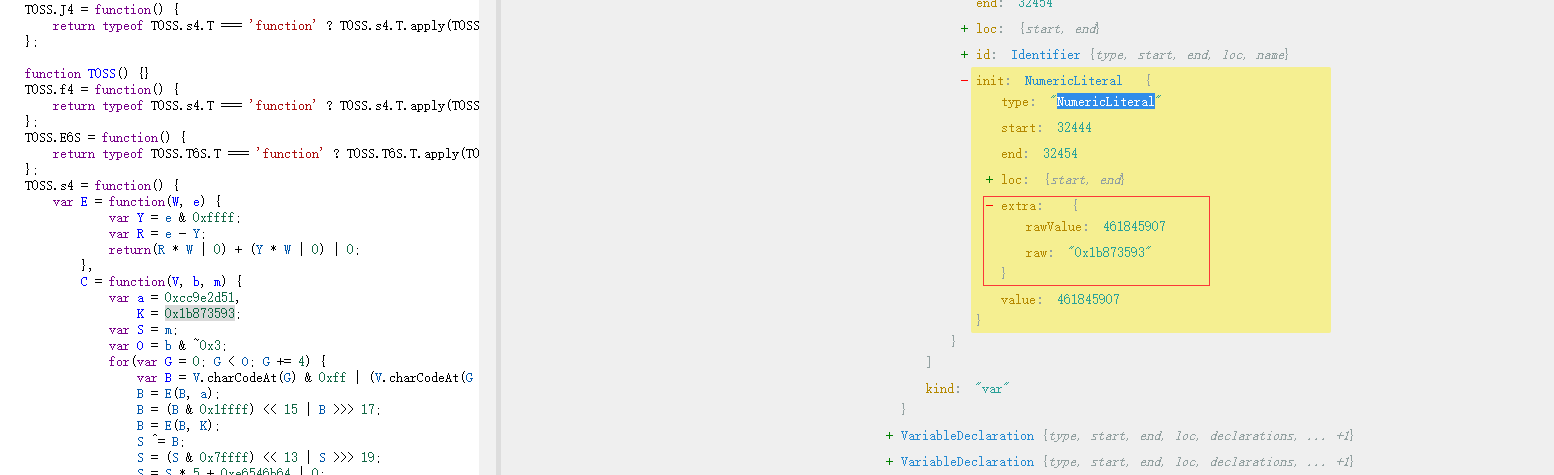 TOSS.J4 = function() {
return typeof TOSS.s4.T === 'function' ? TOSS.s4.T.apply(TOSS
};
function TOSS() {}
TOSS.f4 = function() {
return typeof TOSS.s4.T === 'function' ? TOSS.s4.T.apply(TOSS
};
TOSS.E6S = function() {
return typeof TOSS.T6S.T === 'function' ? TOSS.T6S.T.apply(TO
};
TOSS.s4 = function() {
var E = function(W, e) {
var Y = e & 0xffff;
var R = e - Y;
return(R * W | 0) + (Y * W | 0) | 0;
},
C = function(V, b, m) {
var a = 0xcc9e2d51,
K = 0x1b873593;
var S = m;
var O = b & ~0x3;
for(var G = 0; G < O; G += 4) {
var B = V.charCodeAt(G) & 0xff | (V.charCodeAt(G
B = E(B, a);
B = (B & 0x1ffff) << 15 | B >>> 17;
B = E(B, K);
S ^= B;
S = (S & 0x7ffff) << 13 | S >>> 19;
S = S * 5 + 0xe6546b64 | 0;
end: 32454
+ loc: {start, end}
+ id: Identifier {type, start, end, loc, name}
- init: NumericLiteral {
type: "NumericLiteral"
start: 32444
end: 32454
+ loc: {start, end}
- extra: {
rawValue: 461845907
raw: "0x1b873593"
}
value: 461845907
}
}
]
kind: "var"
}
+ VariableDeclaration {type, start, end, loc, declarations, ... +1}
+ VariableDeclaration {type, start, end, loc, declarations, ... +1}